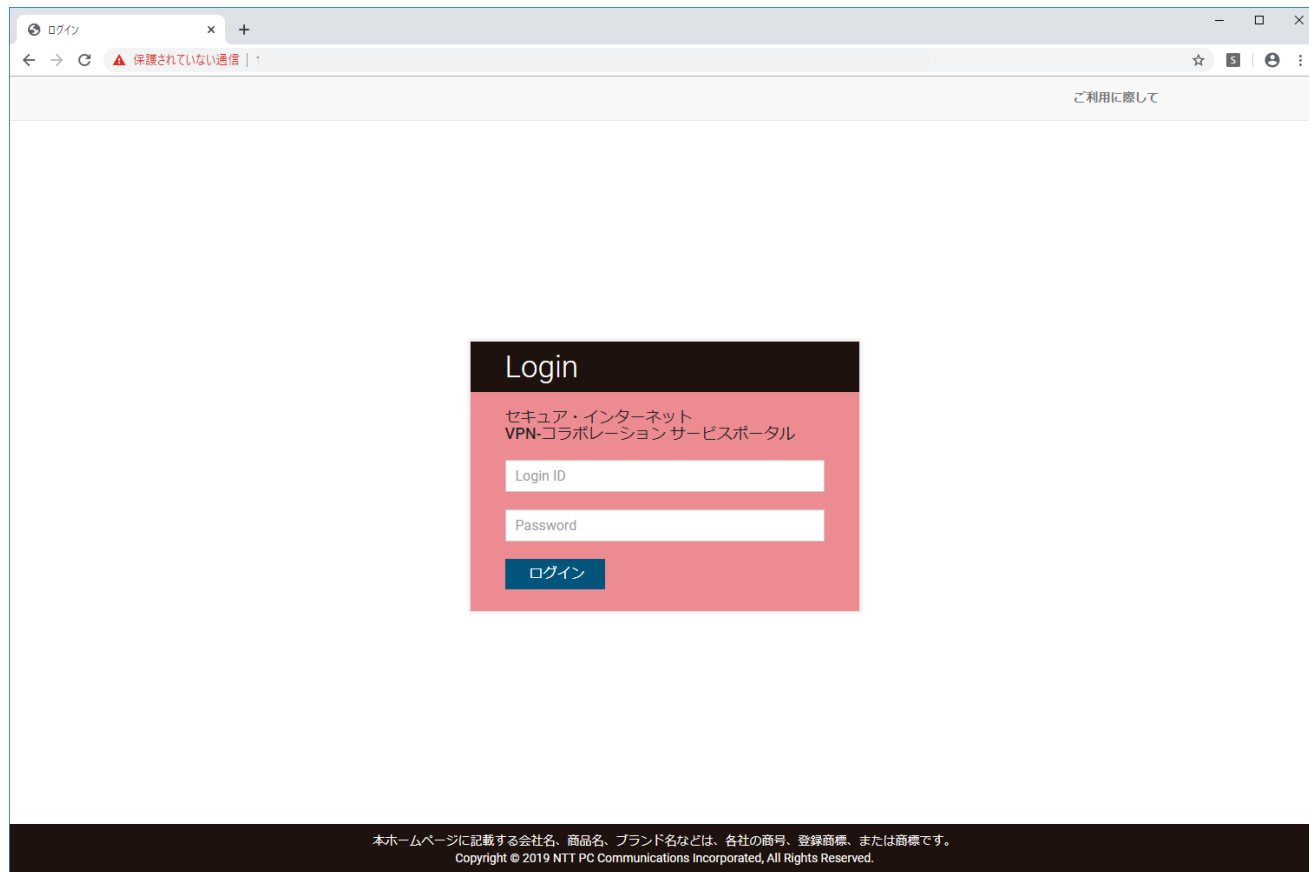 ログイン
保護されていない通信
ご利用に際して
Login
セキュア・インターネット
VPN-コラボレーション サービスポータル
Login ID
Password
ログイン
本ホームページに記載する会社名、商品名、ブランド名などは、各社の商号、登録商標、または商標です。
Copyright © 2019 NTT PC Communications Incorporated, All Rights Reserved.